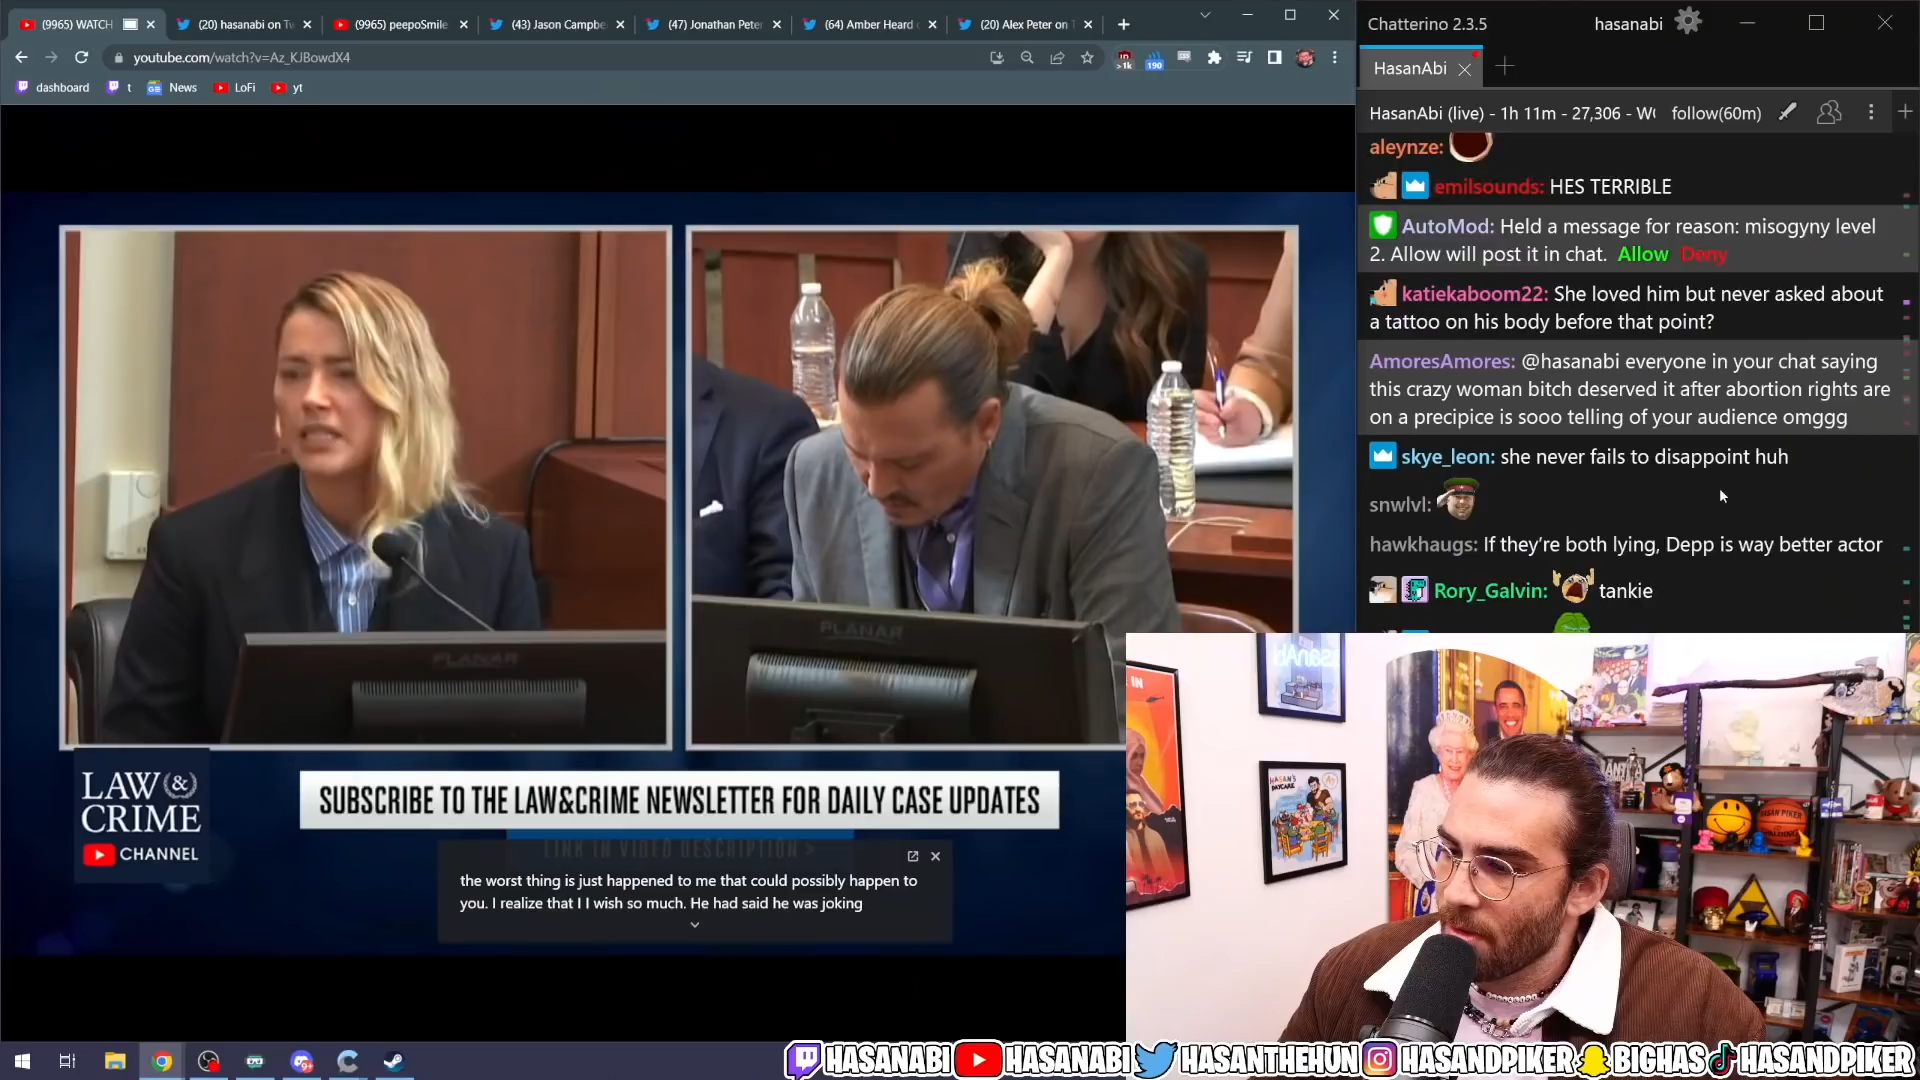 (9965) WATCH
(20) hasanabi on Tw
(9965) peepoSmile
(43) Jason Campbe
(47) Jonathan Peter
(64) Amber Heard
(20) Alex Peter on
youtube.com/watch?v=Az_KJBowdX4
>1k
190
dashboard
t
News
LoFi
yt
Chatterino 2.3.5
hasanabi
HasanAbi
HasanAbi (live) - 1h 11m - 27,306 - W
follow(60m)
aleynze:
emilsounds: HES TERRIBLE
AutoMod: Held a message for reason: misogyny level
2. Allow will post it in chat. Allow Deny
katiekaboom22: She loved him but never asked about
a tattoo on his body before that point?
AmoresAmores: @hasanabi everyone in your chat saying
this crazy woman bitch deserved it after abortion rights are
on a precipice is sooo telling of your audience omggg
skye_leon: she never fails to disappoint huh
snwlvl:
hawkhaugs: If they're both lying, Depp is way better actor
Rory_Galvin: tankie
PLANAR
PLANAR
LAW&
CRIME
CHANNEL
SUBSCRIBE TO THE LAW&CRIME NEWSLETTER FOR DAILY CASE UPDATES
LINK IN VIDEO DESCRIPTION >
the worst thing is just happened to me that could possibly happen to
you. I realize that I I wish so much. He had said he was joking
IN
HASAN'S
DAYCARE
HASAN PIKER
HASANABI
HASANABI
HASANTHEHUN
HASANDPIKER
BIGHAS
HASANDPIKER